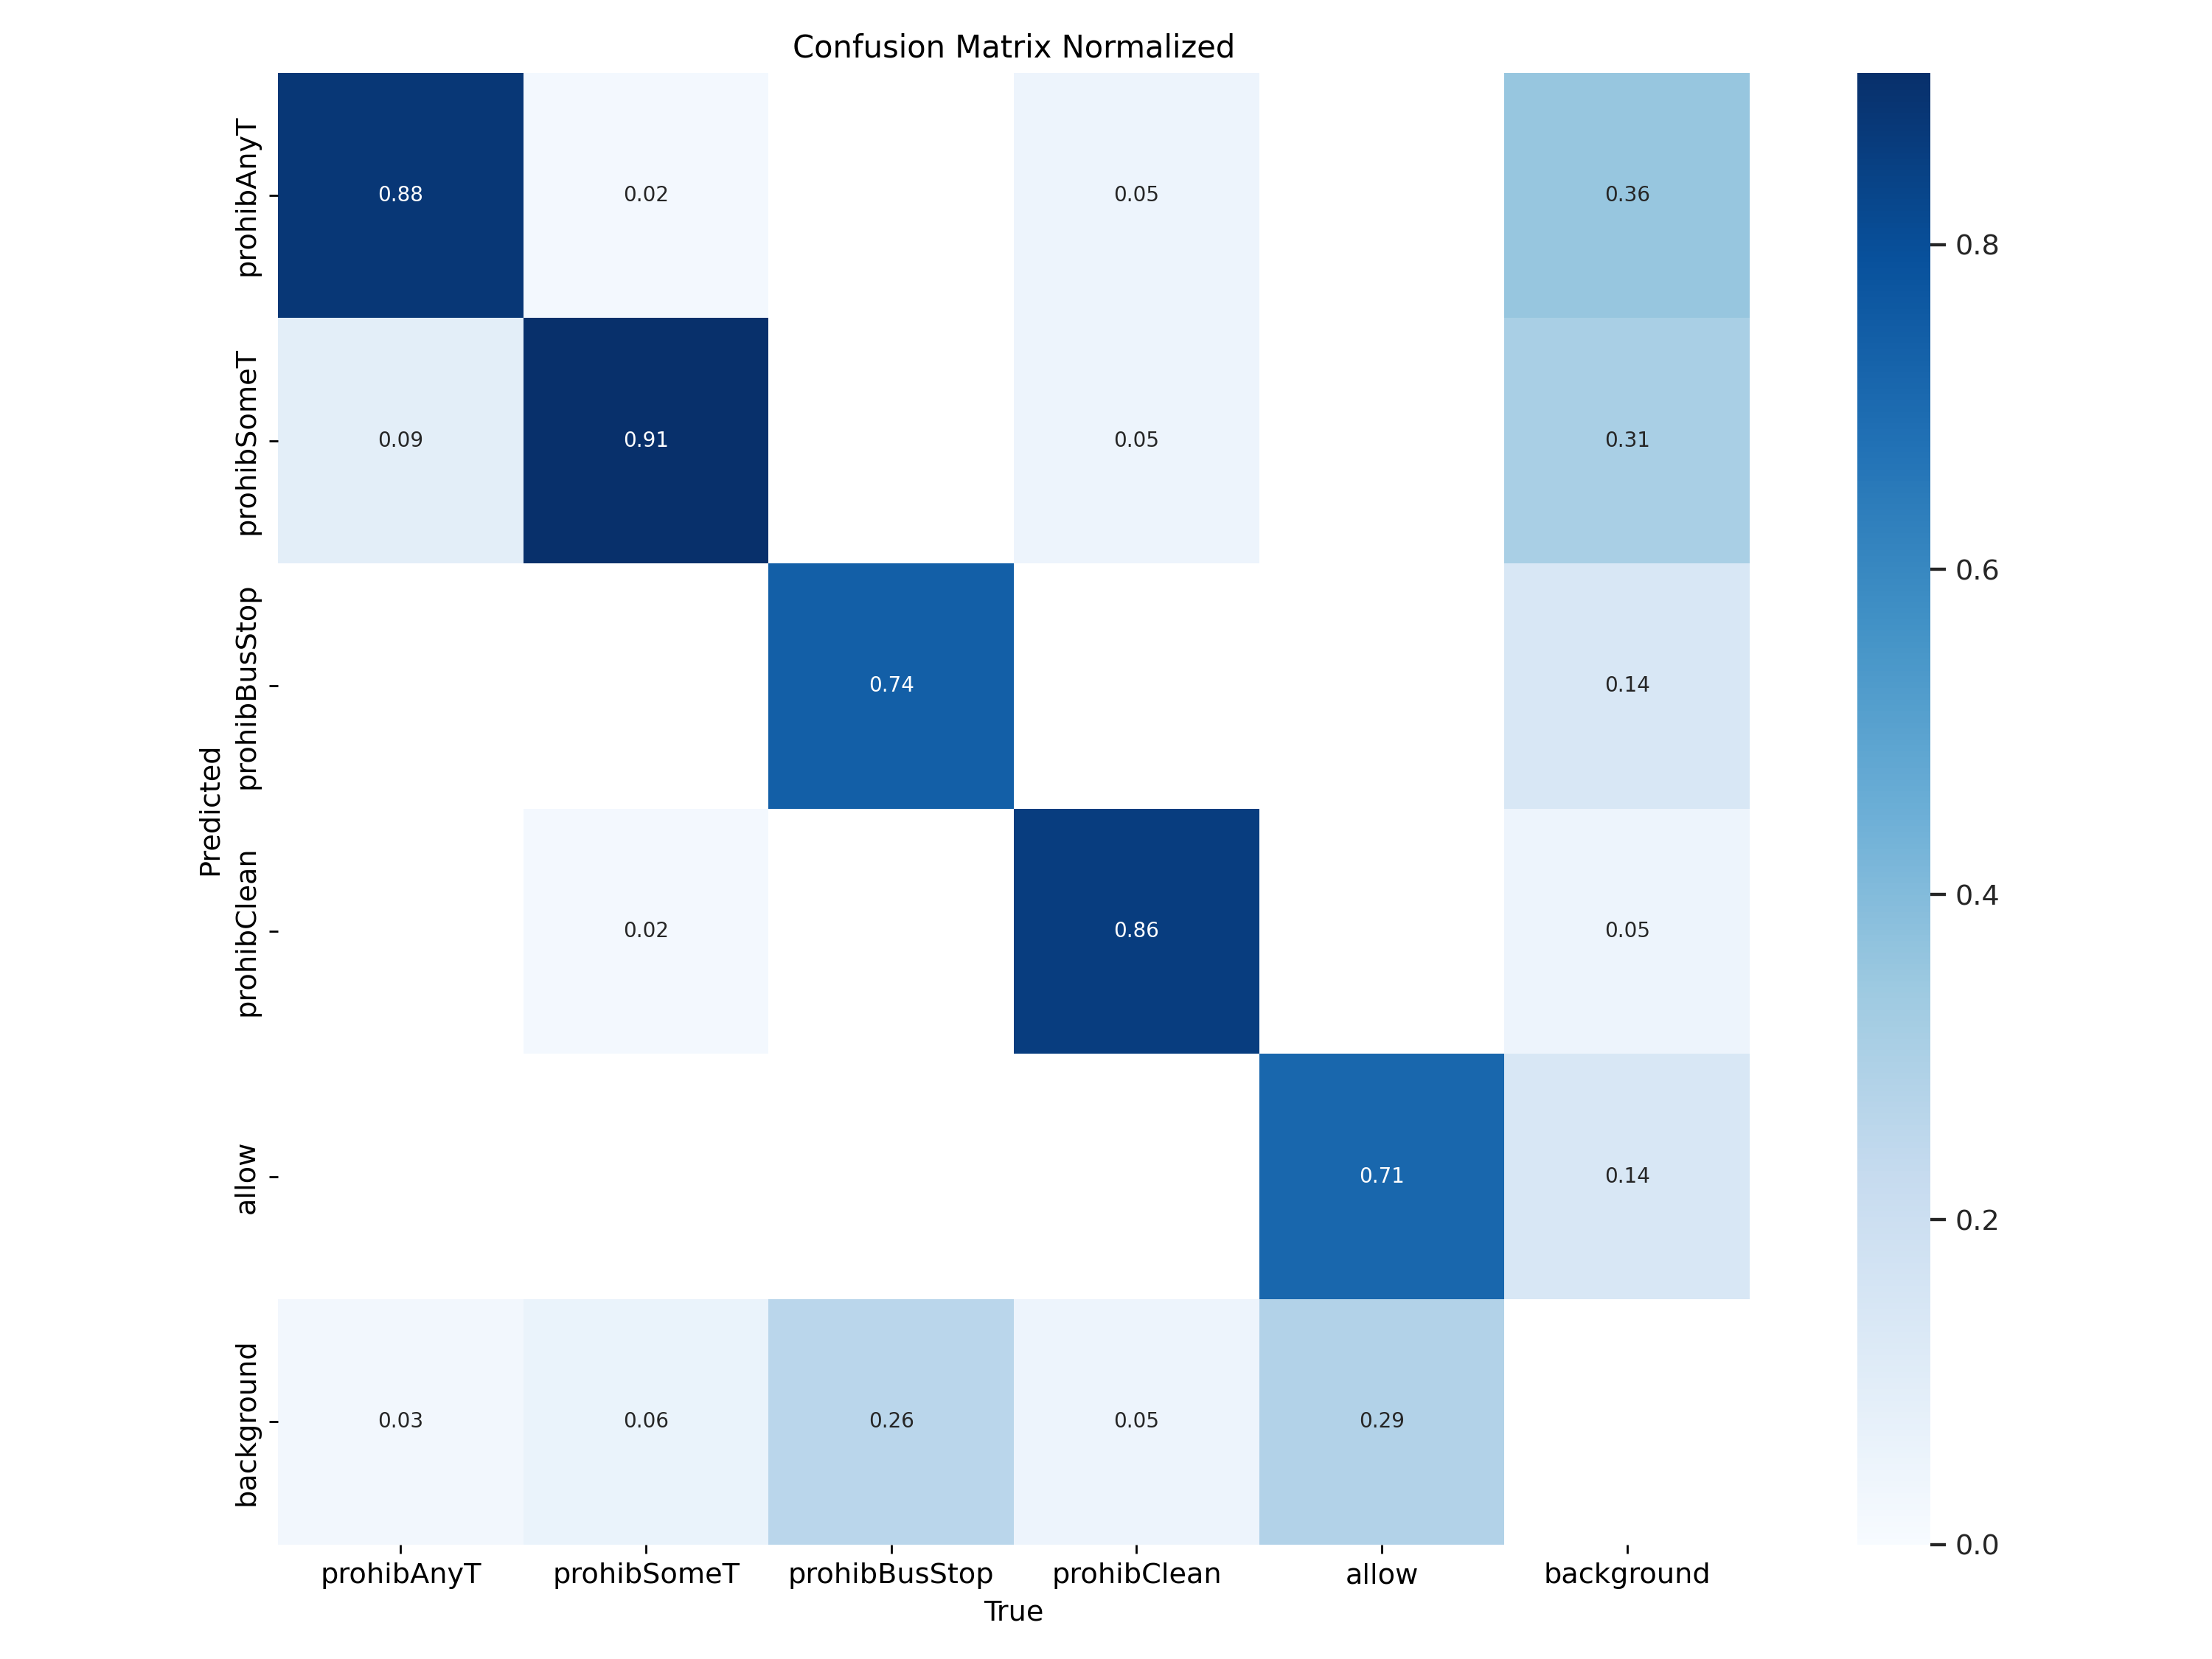 Confusion Matrix Normalized
prohibAnyT
0.88
0.02
0.05
0.36
prohibSomeT
0.09
0.91
0.05
0.31
prohibBusStop
0.74
0.14
prohibClean
0.02
0.86
0.05
allow
0.71
0.14
background
0.03
0.06
0.26
0.05
0.29
Predicted
prohibAnyT
prohibSomeT
prohibBusStop
prohibClean
allow
background
True
0.8
0.6
0.4
0.2
0.0